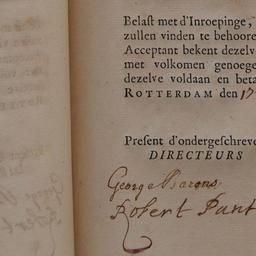 Belast met d'Inroepinge,
zullen vinden te behoore
Acceptant bekent dezelv
met volkomen genoege
dezelve voldaan en beta
ROTTERDAM den 17
Present d'ondergeschreve
DIRECTEURS
George Barons
Robert Pant